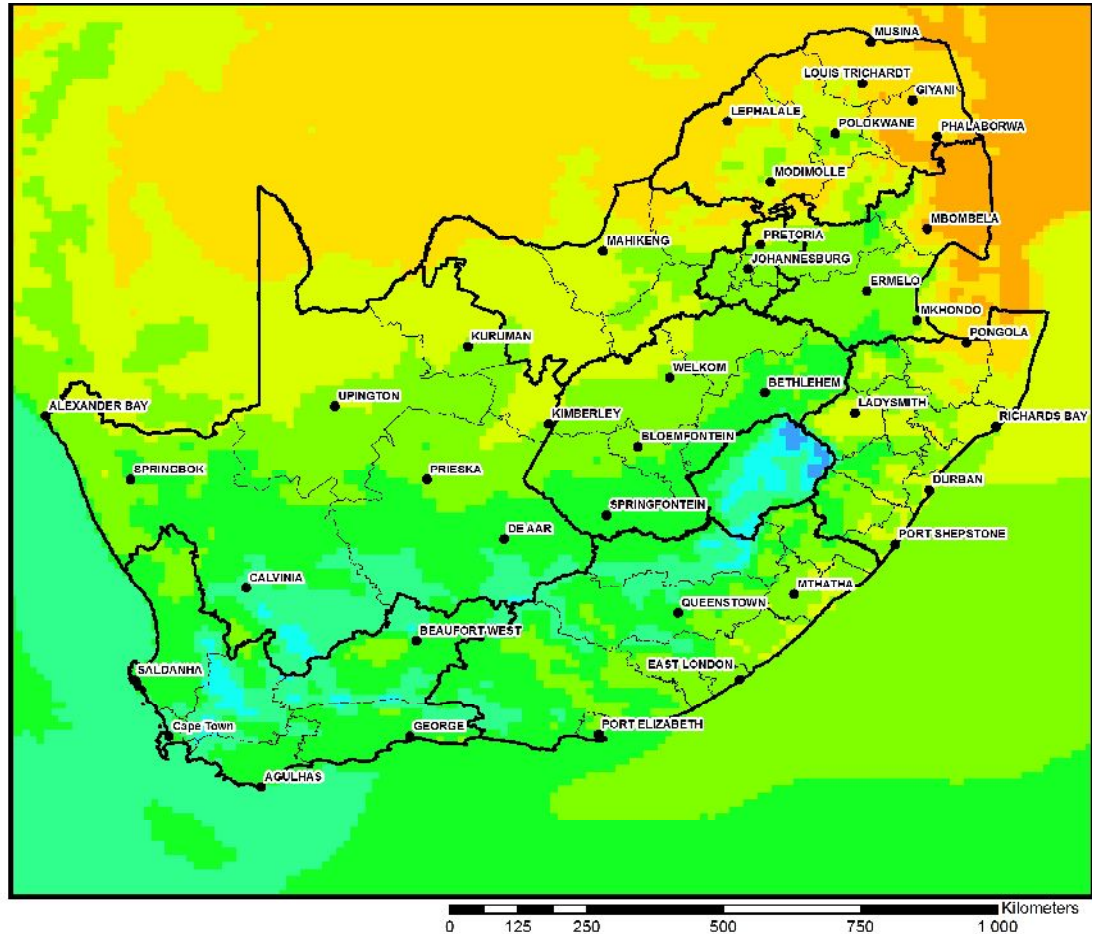 MUSINA
LOUIS TRICHARDT
GIYANI
LEPHALALE
POLOKWANE
PHALABORWA
MODIMOLLE
MBOMBELA
PRETORIA
MAHIKENG
JOHANNESBURG
ERMELO
MKHONDO
KURUMAN
PONGOLA
WELKOM
BETHLEHEM
UPINGTON
ALEXANDER BAY
KIMBERLEY
LADYSMITH
RICHARDS BAY
BLOEMFONTEIN
SPRINGBOK
PRIESKA
DURBAN
SPRINGFONTEIN
DE AAR
PORT SHEPSTONE
CALVINIA
MTHATHA
QUEENSTOWN
BEAUFORT WEST
SALDANHA
EAST LONDON
Cape Town
GEORGE
PORT ELIZABETH
AGULHAS
Kilometers
0 125 250 500 750 1 000